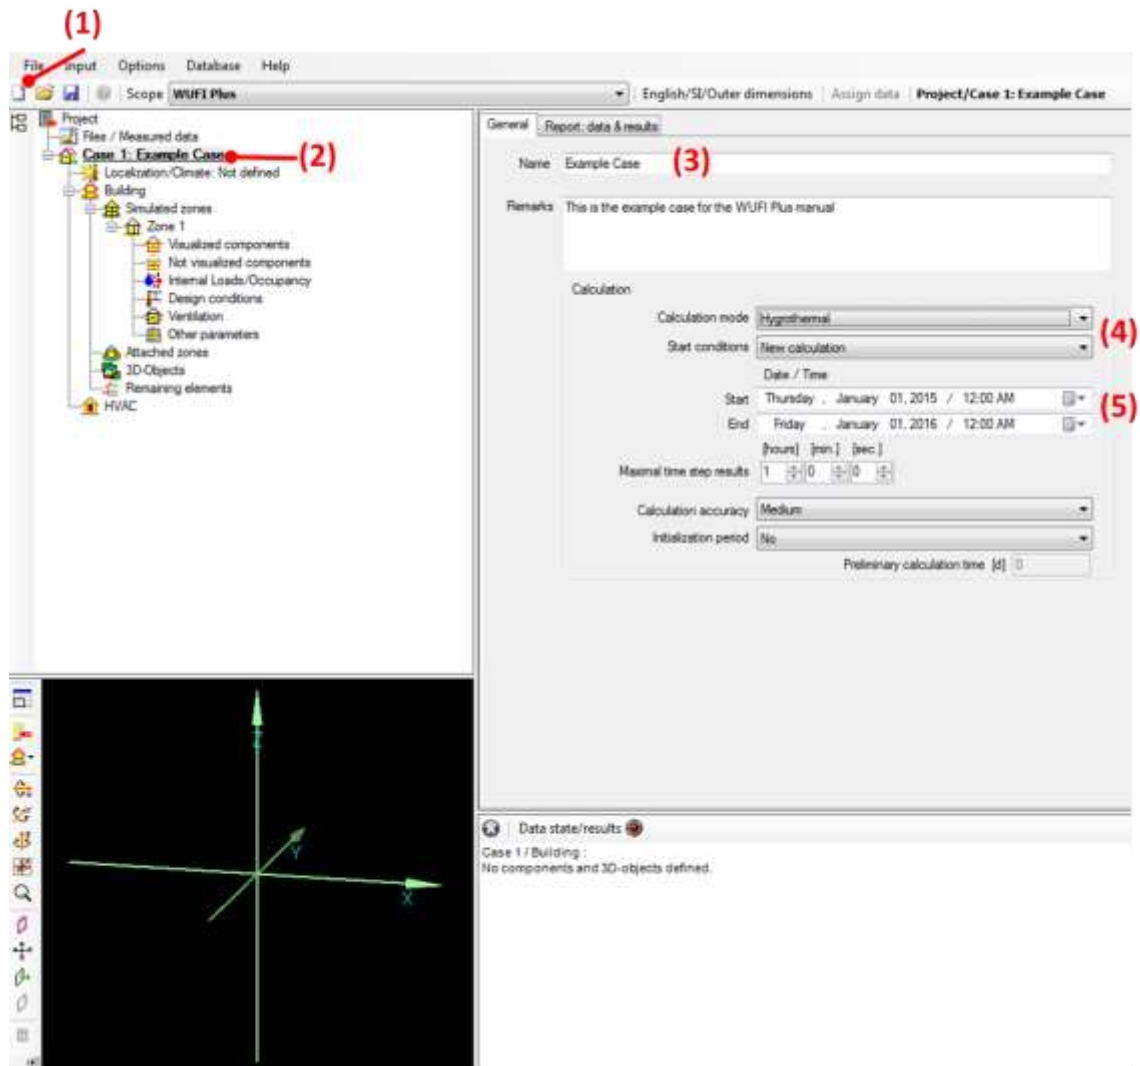 (1)
File Input Options Database Help
Scope WUFI Plus English/SI/Outer dimensions Assign data Project/Case 1: Example Case
Project
Files / Measured data
Case 1: Example Case (2)
Localization/Climate: Not defined
Building
Simulated zones
Zone 1
Visualized components
Not visualized components
Internal Loads/Occupancy
Design conditions
Ventilation
Other parameters
Attached zones
3D-Objects
Remaining elements
HVAC
General Report: data & results
Name Example Case (3)
Remarks This is the example case for the WUFI Plus manual
Calculation
Calculation mode Hygrothermal
(4)
Start conditions New calculation
Date / Time
Start Thursday , January 01, 2015 / 12:00 AM
(5)
End Friday , January 01, 2016 / 12:00 AM
[hours] [min.] [sec.]
Maximal time step results 1 0 0
Calculation accuracy Medium
Initialization period No
Preliminary calculation time [d] 0
Z
Y
X
Data state/results
Case 1 / Building :
No components and 3D-objects defined.